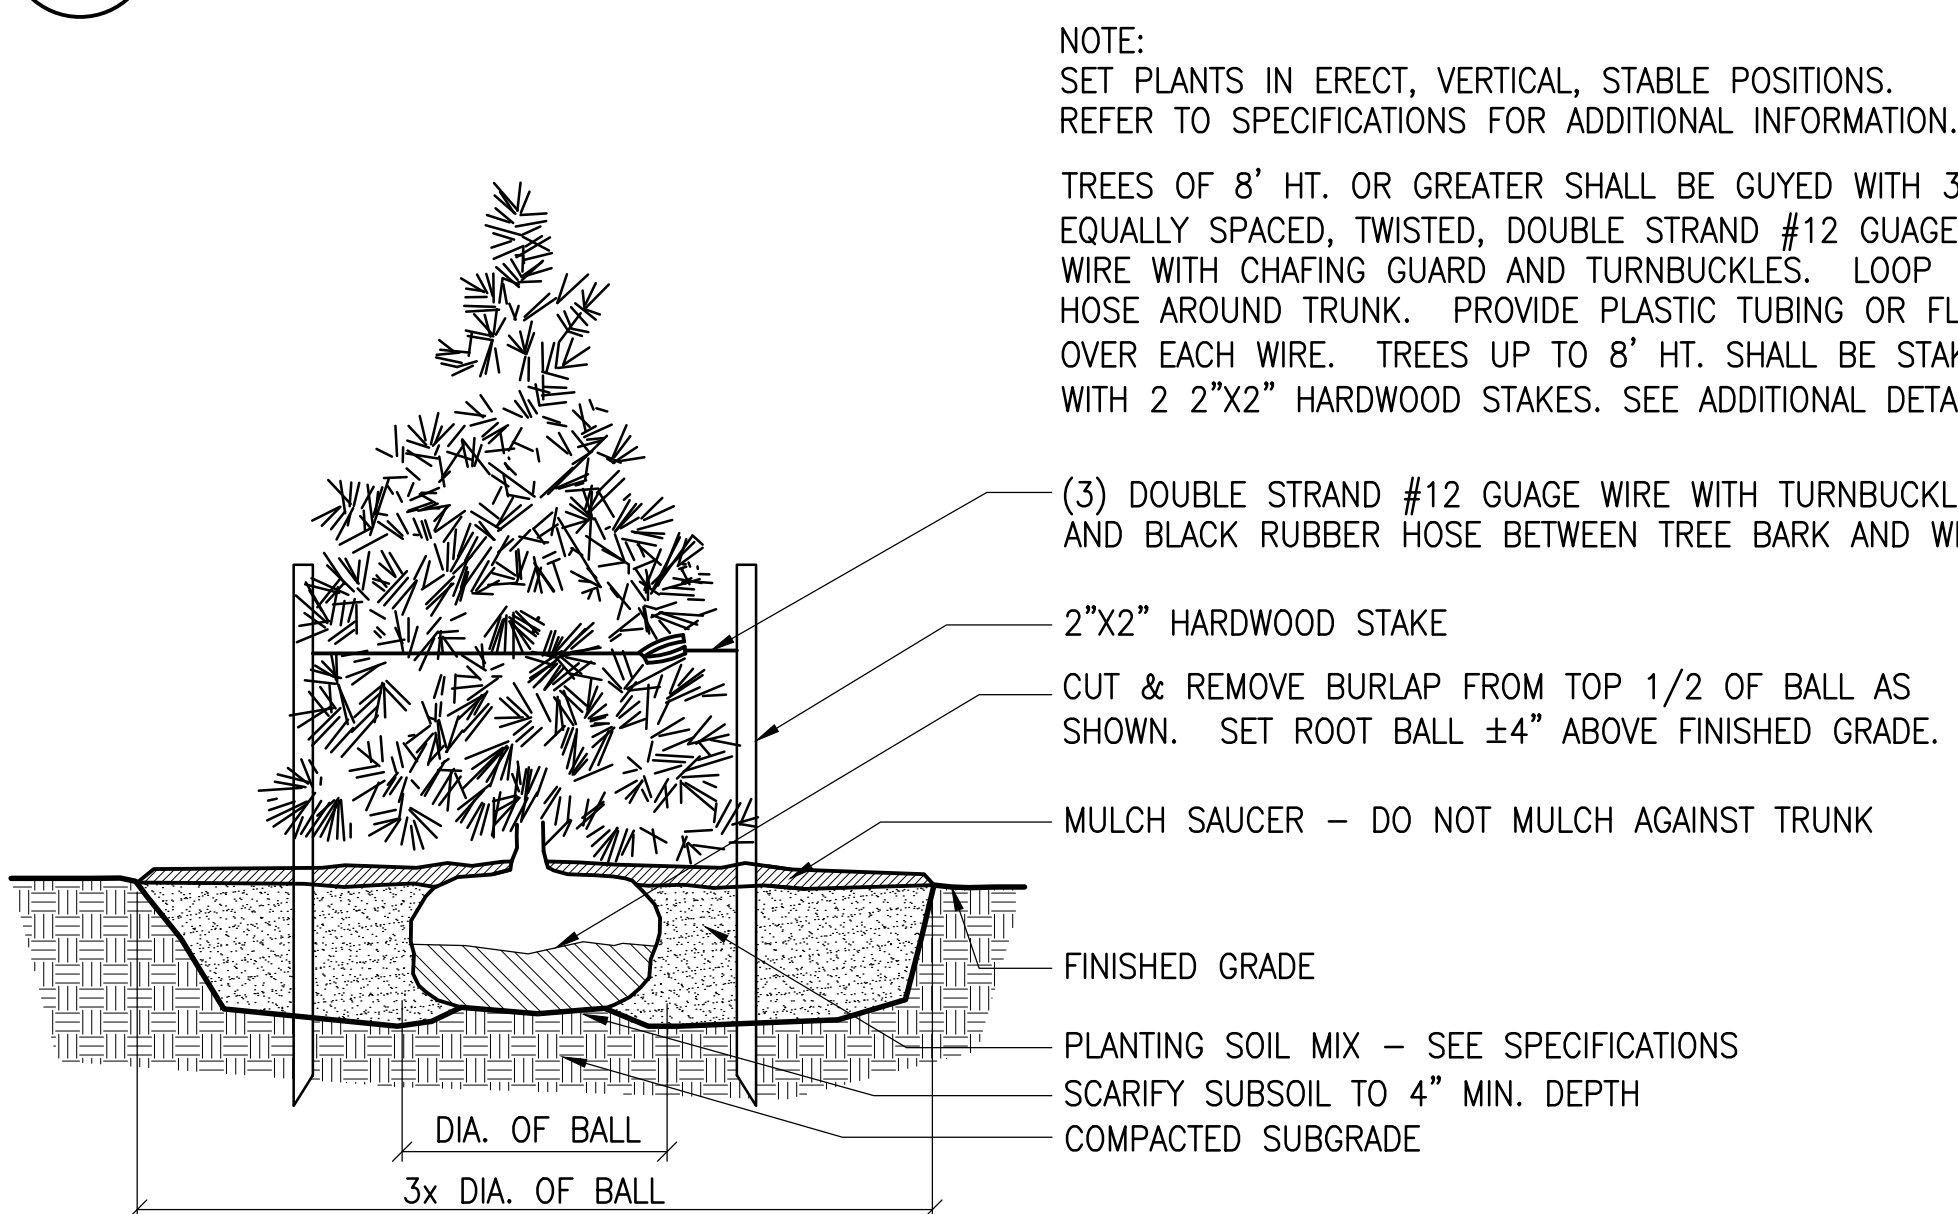 NOTE:
SET PLANTS IN ERECT, VERTICAL, STABLE POSITIONS.
REFER TO SPECIFICATIONS FOR ADDITIONAL INFORMATION.
TREES OF 8' HT. OR GREATER SHALL BE GUYED WITH 3
EQUALLY SPACED, TWISTED, DOUBLE STRAND #12 GUAGE
WIRE WITH CHAFING GUARD AND TURNBUCKLES. LOOP
HOSE AROUND TRUNK. PROVIDE PLASTIC TUBING OR
OVER EACH WIRE. TREES UP TO 8' HT. SHALL BE
WITH 2 2"X2" HARDWOOD STAKES. SEE ADDITIONAL
(3) DOUBLE STRAND #12 GUAGE WIRE WITH
AND BLACK RUBBER HOSE BETWEEN TREE BARK AND
2"X2" HARDWOOD STAKE
CUT & REMOVE BURLAP FROM TOP 1/2 OF BALL AS
SHOWN. SET ROOT BALL ±4" ABOVE FINISHED GRADE.
MULCH SAUCER - DO NOT MULCH AGAINST TRUNK
FINISHED GRADE
PLANTING SOIL MIX - SEE SPECIFICATIONS
SCARIFY SUBSOIL TO 4" MIN. DEPTH
COMPACTED SUBGRADE
DIA. OF BALL
3x DIA. OF BALL